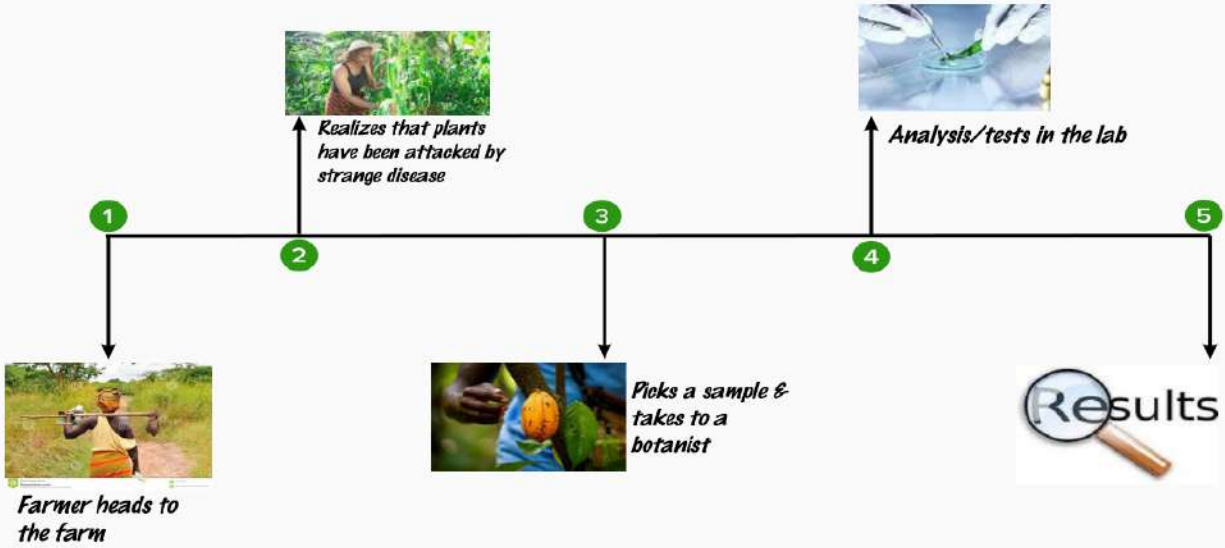 1
Farmer heads to
the farm
2
Realizes that plants
have been attacked by
strange disease
3
Picks a sample &
takes to a
botanist
4
Analysis/tests in the lab
5
Results